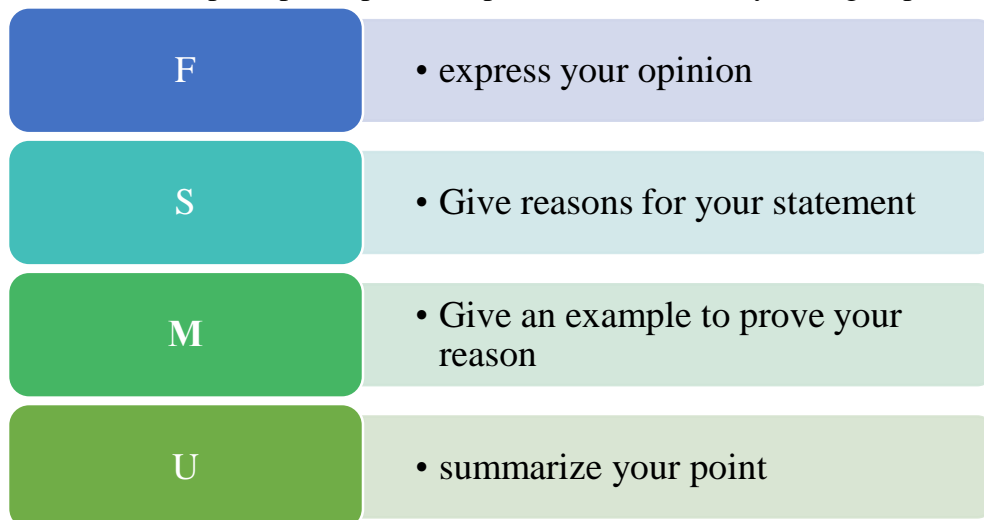 F
• express your opinion
S
• Give reasons for your statement
M
• Give an example to prove your
reason
U
• summarize your point